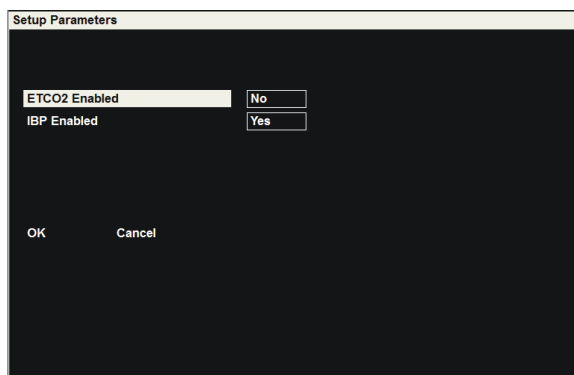 Setup Parameters
ETCO2 Enabled No
IBP Enabled Yes
OK Cancel